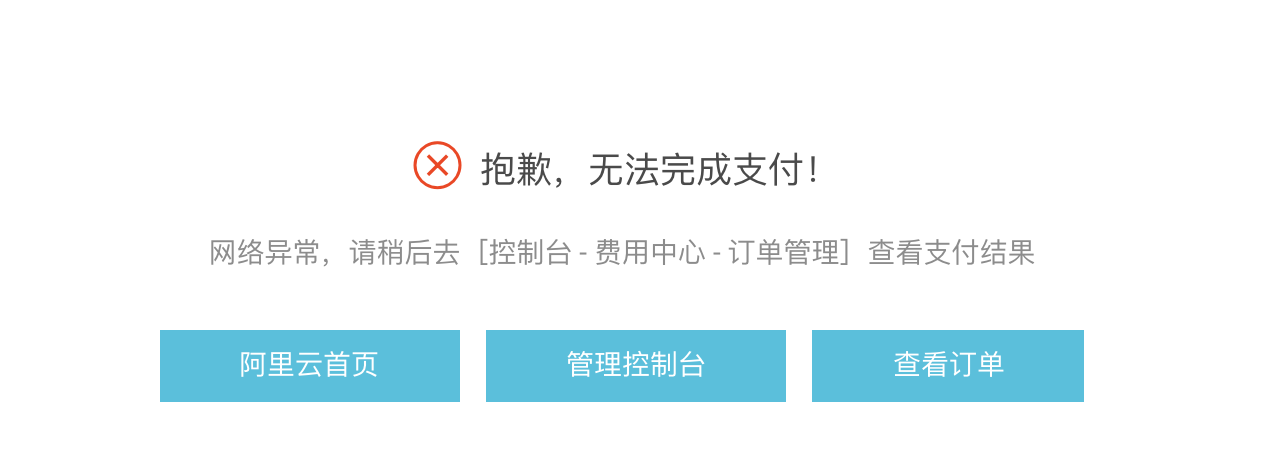 抱歉，无法完成支付！
网络异常，请稍后去［控制台 - 费用中心 - 订单管理］查看支付结果
阿里云首页
管理控制台
查看订单